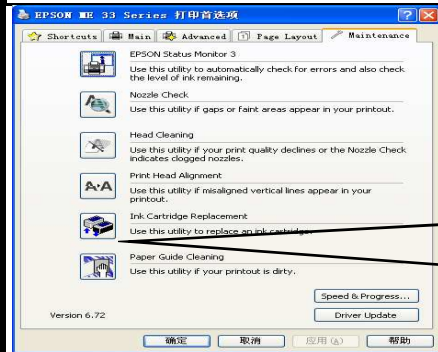 EPSON ME 33 Series 打印首选项
Shortcuts Main Advanced Page Layout Maintenance
EPSON Status Monitor 3
Use this utility to automatically check for errors and also check
the level of ink remaining.
Nozzle Check
Use this utility if gaps or faint areas appear in your printout.
Head Cleaning
Use this utility if your print quality declines or the Nozzle Check
indicates clogged nozzles.
Print Head Alignment
A·A
Use this utility if misaligned vertical lines appear in your
printout.
Ink Cartridge Replacement
Use this utility to replace an ink cartridge.
Paper Guide Cleaning
Use this utility if your printout is dirty.
Speed & Progress...
Version 6.72
Driver Update
确定 取消 应用(A) 帮助